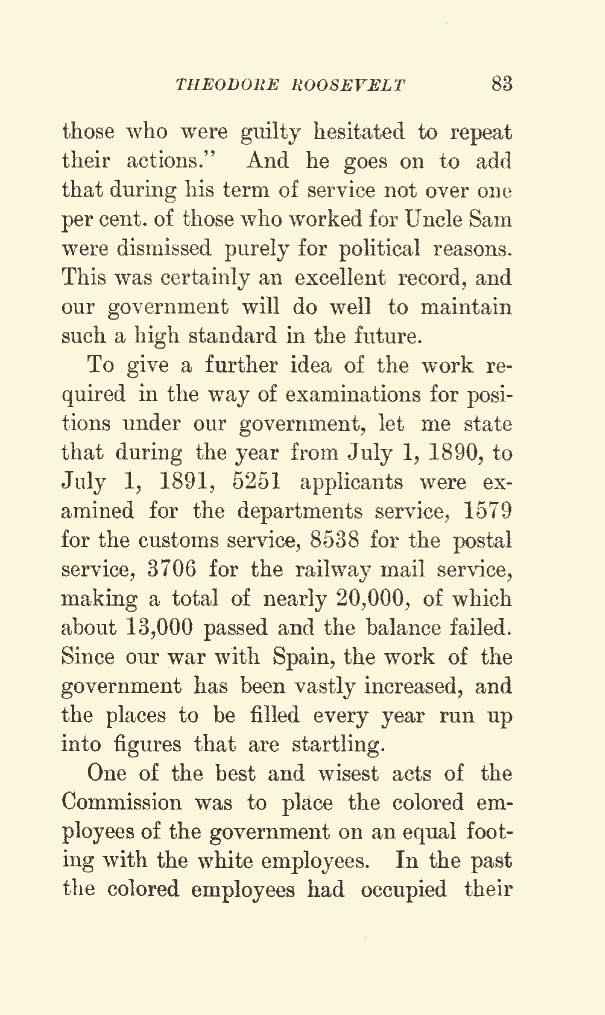 THEODORE ROOSEVELT 83
those who were guilty hesitated to repeat
their actions.” And he goes on to add
that during his term of service not over one
per cent. of those who worked for Uncle Sam
were dismissed purely for political reasons.
This was certainly an excellent record, and
our government will do well to maintain
such a high standard in the future.
To give a further idea of the work re-
quired in the way of examinations for posi-
tions under our government, let me state
that during the year from July 1, 1890, to
July 1, 1891, 5251 applicants were ex-
amined for the departments service, 1579
for the customs service, 8538 for the postal
service, 3706 for the railway mail service,
making a total of nearly 20,000, of which
about 13,000 passed and the balance failed.
Since our war with Spain, the work of the
government has been vastly increased, and
the places to be filled every year run up
into figures that are startling.
One of the best and wisest acts of the
Commission was to place the colored em-
ployees of the government on an equal foot-
ing with the white employees. In the past
the colored employees had occupied their